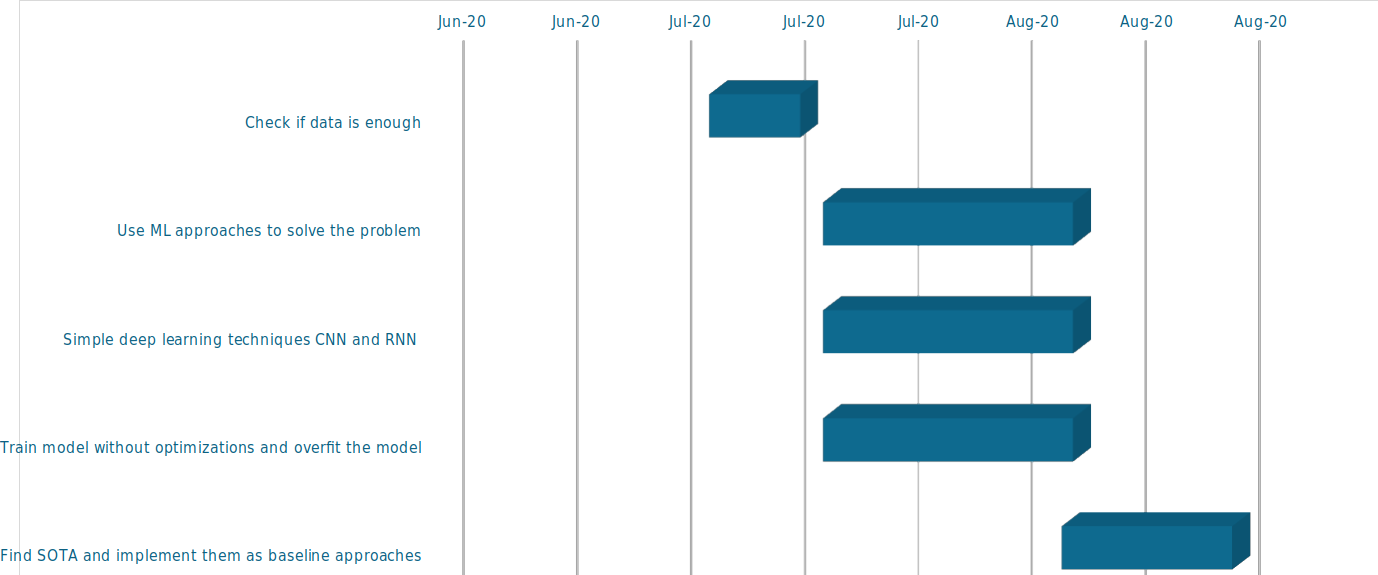 Jun-20 Jun-20 Jul-20 Jul-20 Jul-20 Aug-20 Aug-20 Aug-20
Check if data is enough
Use ML approaches to solve the problem
Simple deep learning techniques CNN and RNN
Train model without optimizations and overfit the model
Find SOTA and implement them as baseline approaches